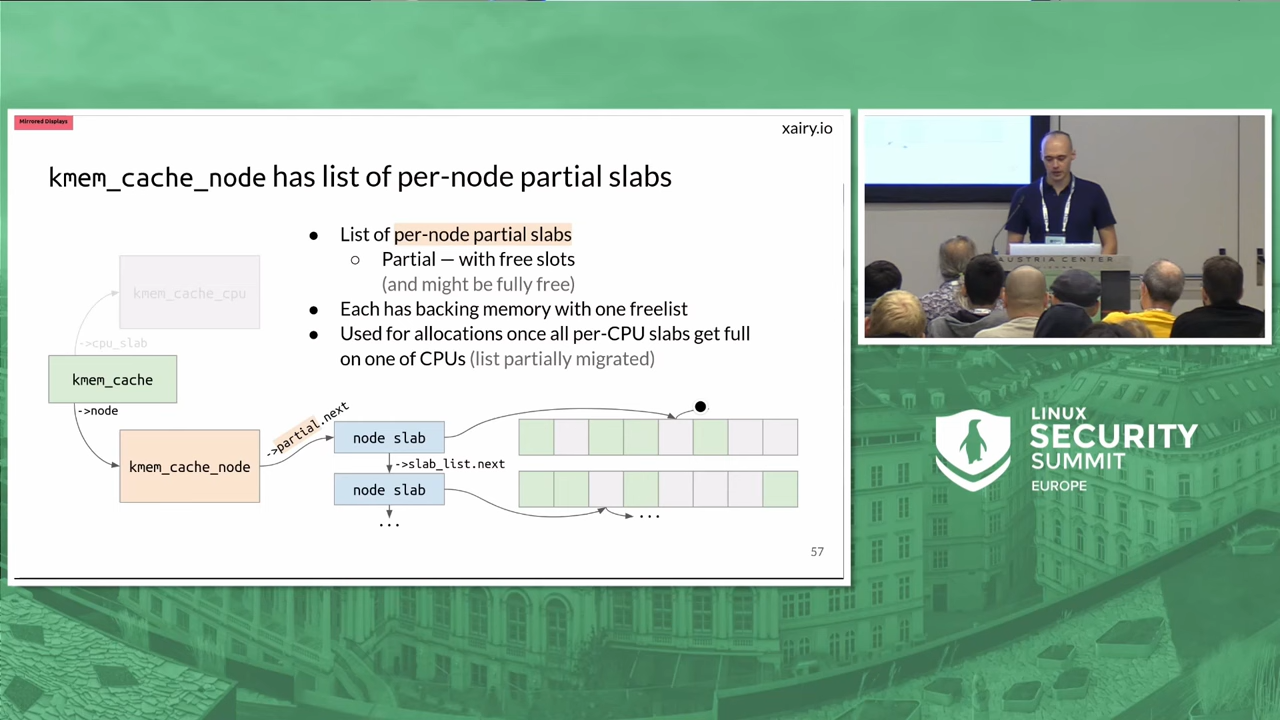 Mirrored Displays
xairy.io
kmem_cache_node has list of per-node partial slabs
● List of per-node partial slabs
○ Partial — with free slots
(and might be fully free)
● Each has backing memory with one freelist
● Used for allocations once all per-CPU slabs get full
on one of CPUs (list partially migrated)
kmem_cache_cpu
->cpu_slab
kmem_cache
->node
kmem_cache_node
->partial.next
node slab
->slab_list.next
node slab
...
...
57
AUSTRIA CENTER
LINUX
SECURITY
SUMMIT
EUROPE